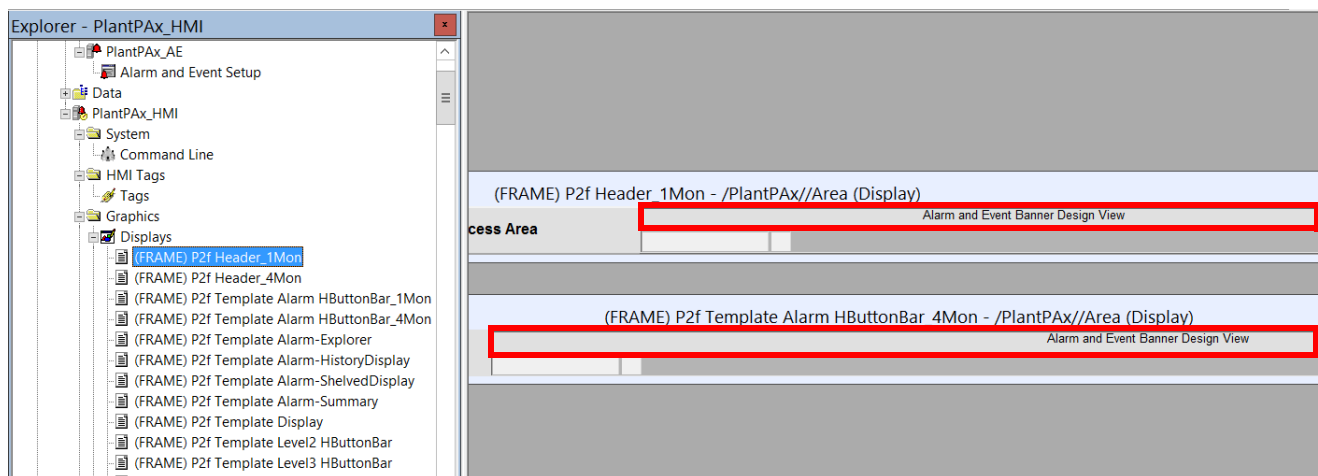 Explorer - PlantPAx_HMI
x
PlantPAx_AE
Alarm and Event Setup
Data
PlantPAx_HMI
System
Command Line
HMI Tags
Tags
Graphics
Displays
(FRAME) P2f Header_1Mon
(FRAME) P2f Header_4Mon
(FRAME) P2f Template Alarm HButtonBar_1Mon
(FRAME) P2f Template Alarm HButtonBar_4Mon
(FRAME) P2f Template Alarm-Explorer
(FRAME) P2f Template Alarm-HistoryDisplay
(FRAME) P2f Template Alarm-ShelvedDisplay
(FRAME) P2f Template Alarm-Summary
(FRAME) P2f Template Display
(FRAME) P2f Template Level2 HButtonBar
(FRAME) P2f Template Level3 HButtonBar
(FRAME) P2f Header_1Mon - /PlantPAx//Area (Display)
Alarm and Event Banner Design View
cess Area
(FRAME) P2f Template Alarm HButtonBar_4Mon - /PlantPAx//Area (Display)
Alarm and Event Banner Design View